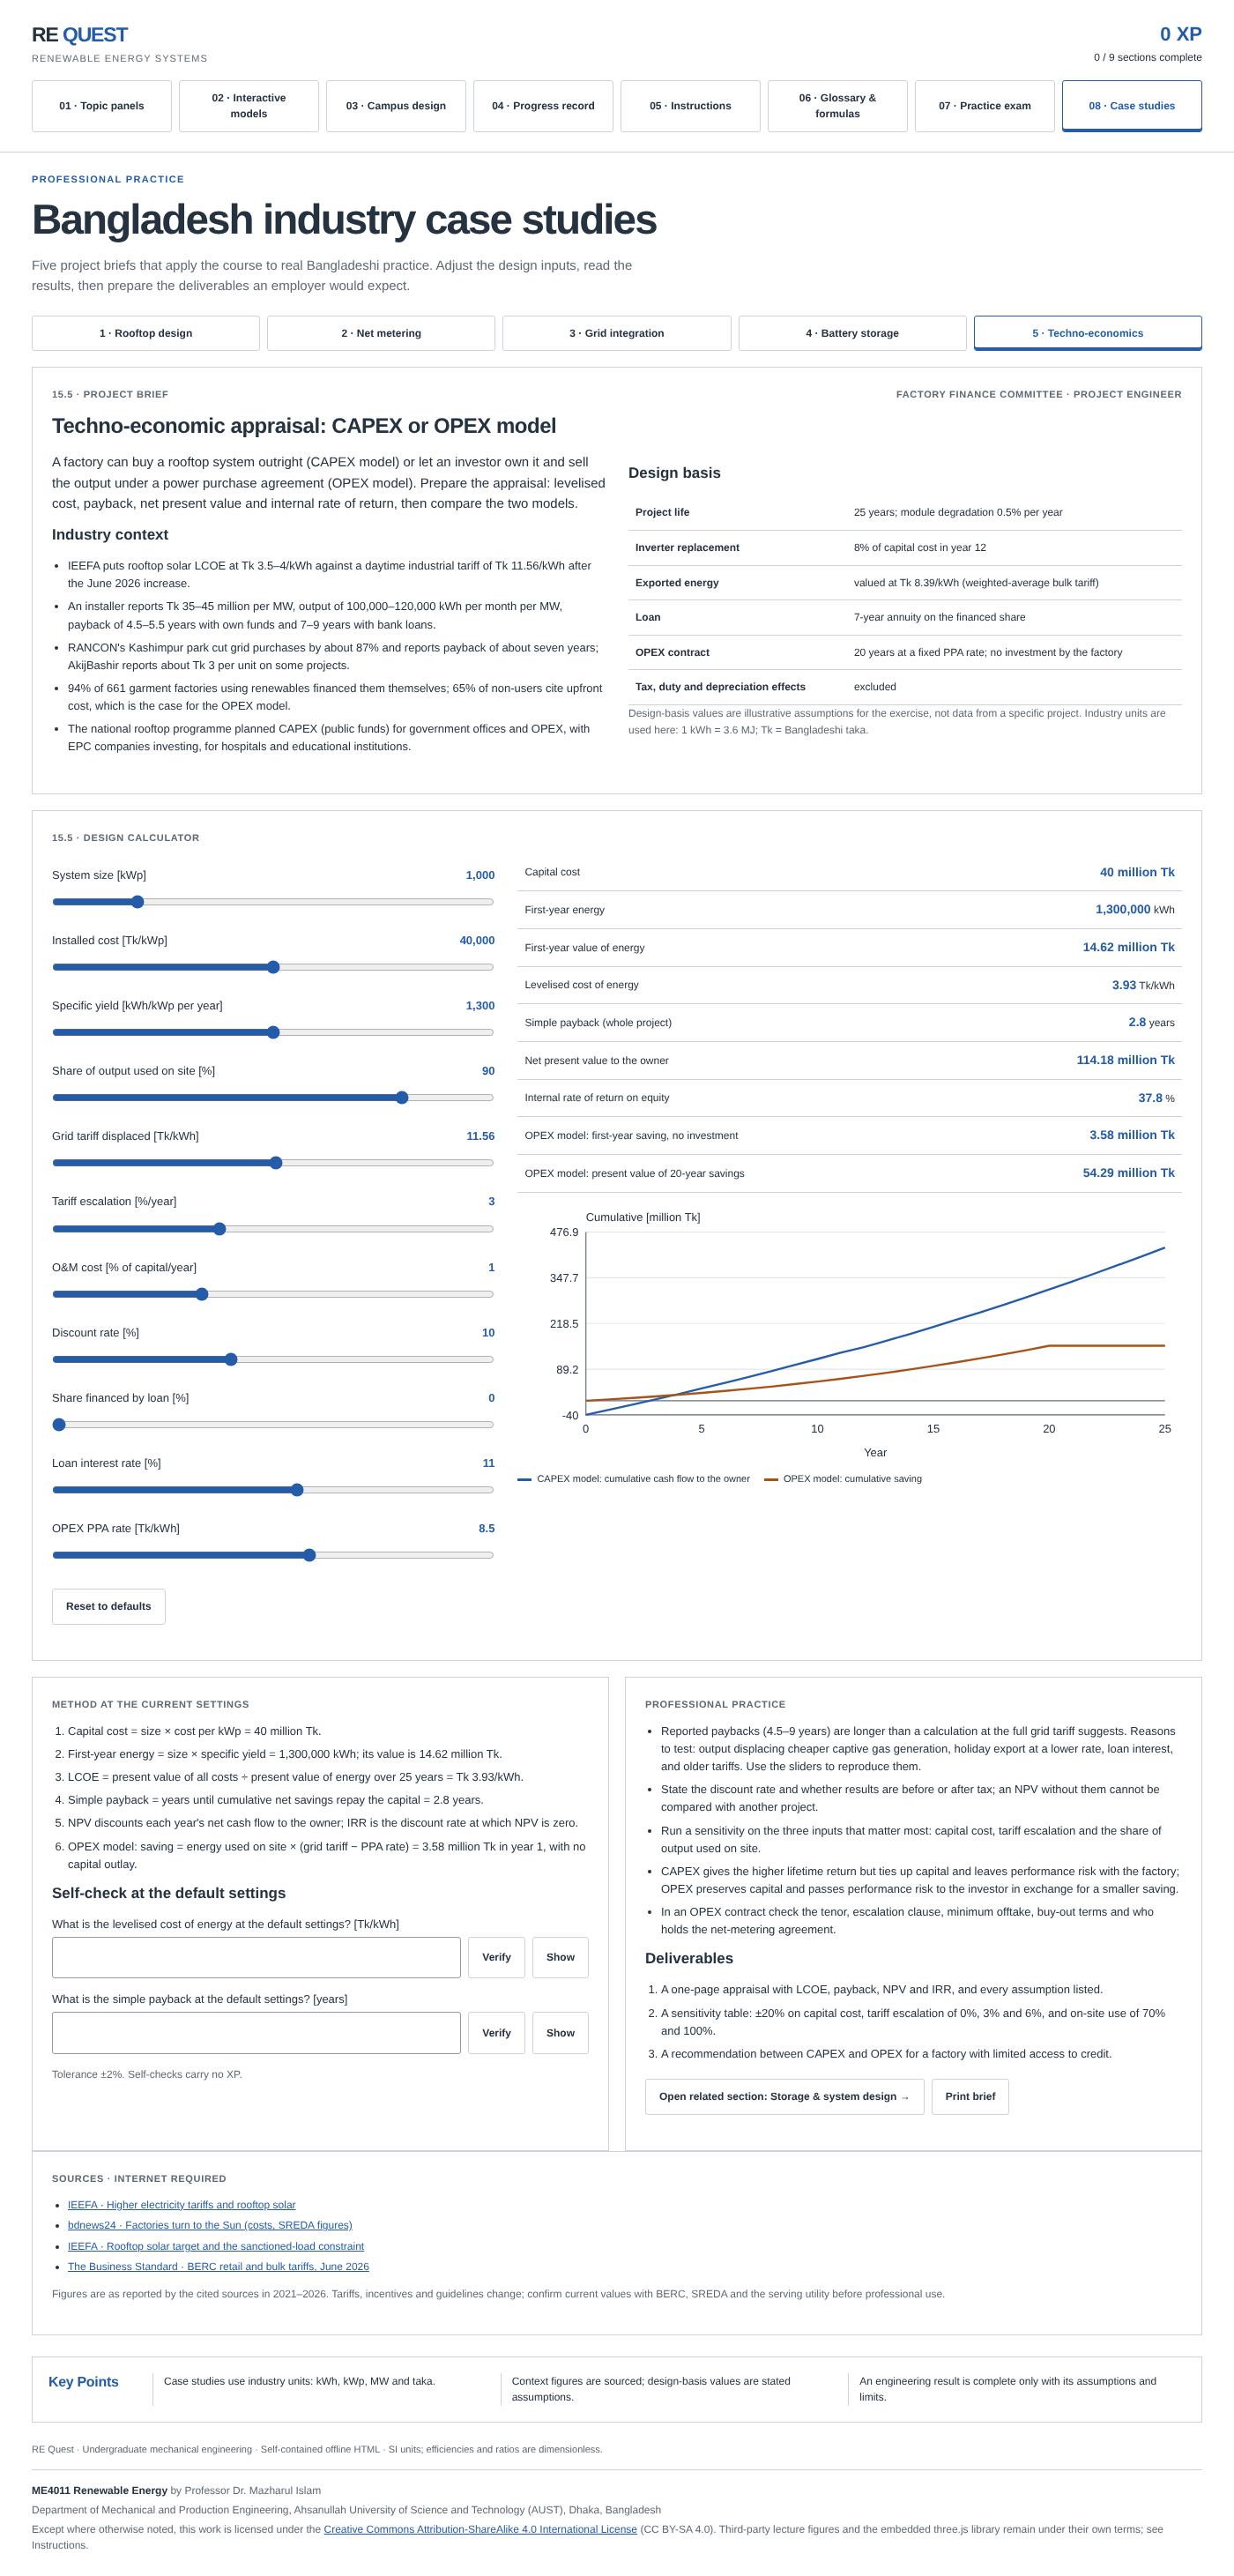 RE QUEST
RENEWABLE ENERGY SYSTEMS
0 XP
0 / 9 sections complete
01 · Topic panels
02 · Interactive
models
03 · Campus design
04 · Progress record
05 · Instructions
06 · Glossary &
formulas
07 · Practice exam
08 · Case studies
PROFESSIONAL PRACTICE
Bangladesh industry case studies
Five project briefs that apply the course to real Bangladeshi practice. Adjust the design inputs, read the
results, then prepare the deliverables an employer would expect.
1 · Rooftop design
2 · Net metering
3 · Grid integration
4 · Battery storage
5 · Techno-economics
15.5 · PROJECT BRIEF
FACTORY FINANCE COMMITTEE · PROJECT ENGINEER
Techno-economic appraisal: CAPEX or OPEX model
A factory can buy a rooftop system outright (CAPEX model) or let an investor own it and sell
the output under a power purchase agreement (OPEX model). Prepare the appraisal: levelised
cost, payback, net present value and internal rate of return, then compare the two models.
Industry context
• IEEFA puts rooftop solar LCOE at Tk 3.5–4/kWh against a daytime industrial tariff of Tk 11.56/kWh after
the June 2026 increase.
• An installer reports Tk 35–45 million per MW, output of 100,000–120,000 kWh per month per MW,
payback of 4.5–5.5 years with own funds and 7–9 years with bank loans.
• RANCON's Kashimpur park cut grid purchases by about 87% and reports payback of about seven years;
AkijBashir reports about Tk 3 per unit on some projects.
• 94% of 661 garment factories using renewables financed them themselves; 65% of non-users cite upfront
cost, which is the case for the OPEX model.
• The national rooftop programme planned CAPEX (public funds) for government offices and OPEX, with
EPC companies investing, for hospitals and educational institutions.
Design basis
Project life 25 years; module degradation 0.5% per year
Inverter replacement 8% of capital cost in year 12
Exported energy valued at Tk 8.39/kWh (weighted-average bulk tariff)
Loan 7-year annuity on the financed share
OPEX contract 20 years at a fixed PPA rate; no investment by the factory
Tax, duty and depreciation effects excluded
Design-basis values are illustrative assumptions for the exercise, not data from a specific project. Industry units are
used here: 1 kWh = 3.6 MJ; Tk = Bangladeshi taka.
15.5 · DESIGN CALCULATOR
System size [kWp] 1,000
Installed cost [Tk/kWp] 40,000
Specific yield [kWh/kWp per year] 1,300
Share of output used on site [%] 90
Grid tariff displaced [Tk/kWh] 11.56
Tariff escalation [%/year] 3
O&M cost [% of capital/year] 1
Discount rate [%] 10
Share financed by loan [%] 0
Loan interest rate [%] 11
OPEX PPA rate [Tk/kWh] 8.5
Reset to defaults
Capital cost 40 million Tk
First-year energy 1,300,000 kWh
First-year value of energy 14.62 million Tk
Levelised cost of energy 3.93 Tk/kWh
Simple payback (whole project) 2.8 years
Net present value to the owner 114.18 million Tk
Internal rate of return on equity 37.8 %
OPEX model: first-year saving, no investment 3.58 million Tk
OPEX model: present value of 20-year savings 54.29 million Tk
Cumulative [million Tk]
476.9
347.7
218.5
89.2
-40
0 5 10 15 20 25
Year
CAPEX model: cumulative cash flow to the owner OPEX model: cumulative saving
METHOD AT THE CURRENT SETTINGS
1. Capital cost = size × cost per kWp = 40 million Tk.
2. First-year energy = size × specific yield = 1,300,000 kWh; its value is 14.62 million Tk.
3. LCOE = present value of all costs ÷ present value of energy over 25 years = Tk 3.93/kWh.
4. Simple payback = years until cumulative net savings repay the capital = 2.8 years.
5. NPV discounts each year's net cash flow to the owner; IRR is the discount rate at which NPV is zero.
6. OPEX model: saving = energy used on site × (grid tariff − PPA rate) = 3.58 million Tk in year 1, with no
capital outlay.
Self-check at the default settings
What is the levelised cost of energy at the default settings? [Tk/kWh]
Verify Show
What is the simple payback at the default settings? [years]
Verify Show
Tolerance ±2%. Self-checks carry no XP.
PROFESSIONAL PRACTICE
• Reported paybacks (4.5–9 years) are longer than a calculation at the full grid tariff suggests. Reasons
to test: output displacing cheaper captive gas generation, holiday export at a lower rate, loan interest,
and older tariffs. Use the sliders to reproduce them.
• State the discount rate and whether results are before or after tax; an NPV without them cannot be
compared with another project.
• Run a sensitivity on the three inputs that matter most: capital cost, tariff escalation and the share of
output used on site.
• CAPEX gives the higher lifetime return but ties up capital and leaves performance risk with the factory;
OPEX preserves capital and passes performance risk to the investor in exchange for a smaller saving.
• In an OPEX contract check the tenor, escalation clause, minimum offtake, buy-out terms and who
holds the net-metering agreement.
Deliverables
1. A one-page appraisal with LCOE, payback, NPV and IRR, and every assumption listed.
2. A sensitivity table: ±20% on capital cost, tariff escalation of 0%, 3% and 6%, and on-site use of 70%
and 100%.
3. A recommendation between CAPEX and OPEX for a factory with limited access to credit.
Open related section: Storage & system design →
Print brief
SOURCES · INTERNET REQUIRED
• IEEFA · Higher electricity tariffs and rooftop solar
• bdnews24 · Factories turn to the Sun (costs, SREDA figures)
• IEEFA · Rooftop solar target and the sanctioned-load constraint
• The Business Standard · BERC retail and bulk tariffs, June 2026
Figures are as reported by the cited sources in 2021–2026. Tariffs, incentives and guidelines change; confirm current values with BERC, SREDA and the serving utility before professional use.
Key Points
Case studies use industry units: kWh, kWp, MW and taka.
Context figures are sourced; design-basis values are stated
assumptions.
An engineering result is complete only with its assumptions and
limits.
RE Quest · Undergraduate mechanical engineering · Self-contained offline HTML · SI units; efficiencies and ratios are dimensionless.
ME4011 Renewable Energy by Professor Dr. Mazharul Islam
Department of Mechanical and Production Engineering, Ahsanullah University of Science and Technology (AUST), Dhaka, Bangladesh
Except where otherwise noted, this work is licensed under the Creative Commons Attribution-ShareAlike 4.0 International License (CC BY-SA 4.0). Third-party lecture figures and the embedded three.js library remain under their own terms; see
Instructions.